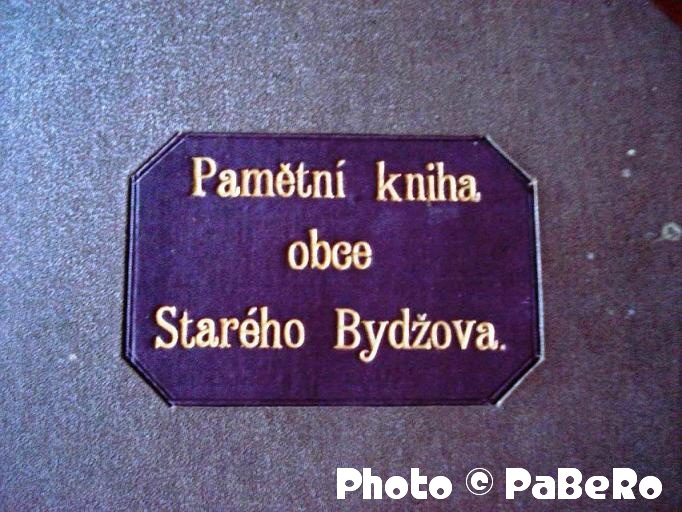 Pamětní kniha
obce
Starého Bydžova.
Photo © PaBeRo